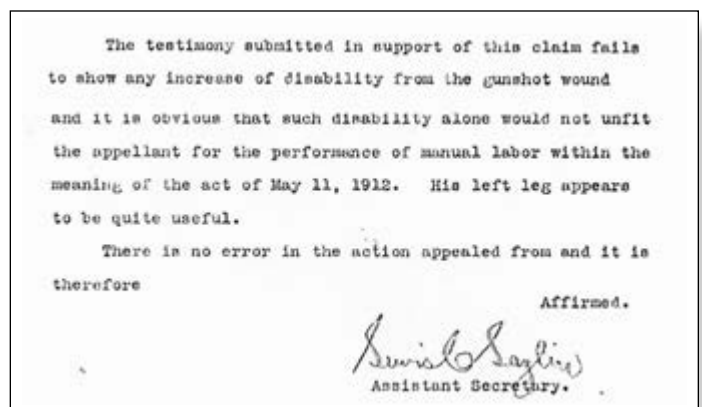 The testimony submitted in support of this claim fails
to show any increase of disability from the gunshot wound
and it is obvious that such disability alone would not unfit
the appellant for the performance of manual labor within the
meaning of the act of May 11, 1912. His left leg appears
to be quite useful.
There is no error in the action appealed from and it is
therefore
Affirmed.
Assistant Secretary.